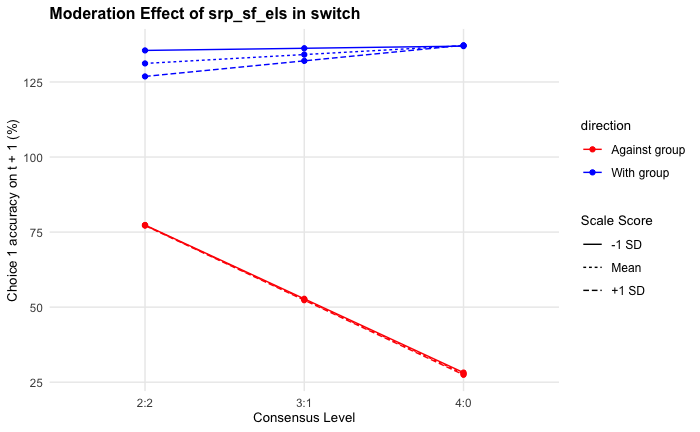 Moderation Effect of srp_sf_els in switch
Choice 1 accuracy on t + 1 (%)
125
100
75
50
25
2:2
3:1
4:0
Consensus Level
direction
Against group
With group
Scale Score
-1 SD
Mean
+1 SD